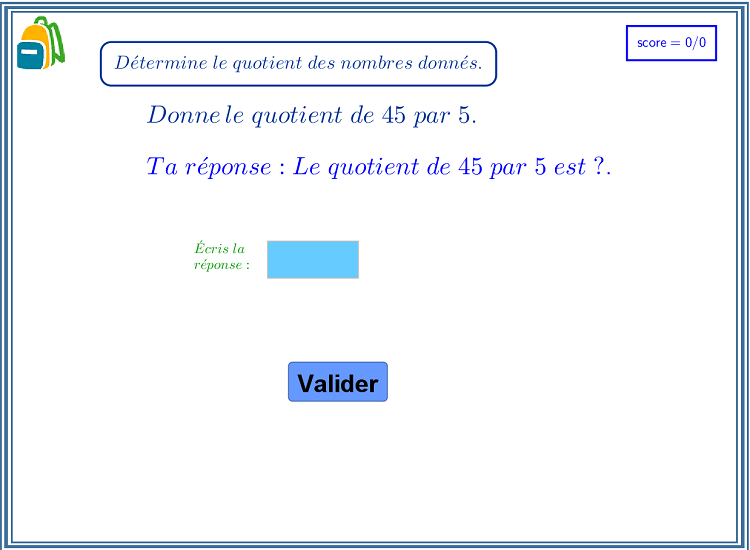 score = 0/0
Détermine le quotient des nombres donnés.
Donne le quotient de 45 par 5.
Ta réponse : Le quotient de 45 par 5 est ?.
Écris la
réponse :
Valider